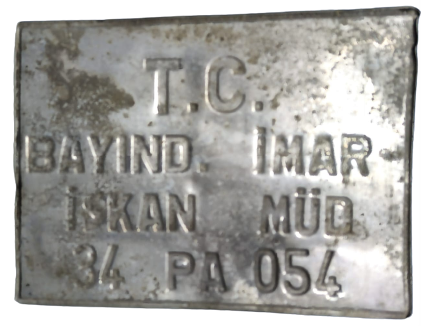 T.C.
BAYIND. İMAR
İSKAN MÜD.
34 PA 054